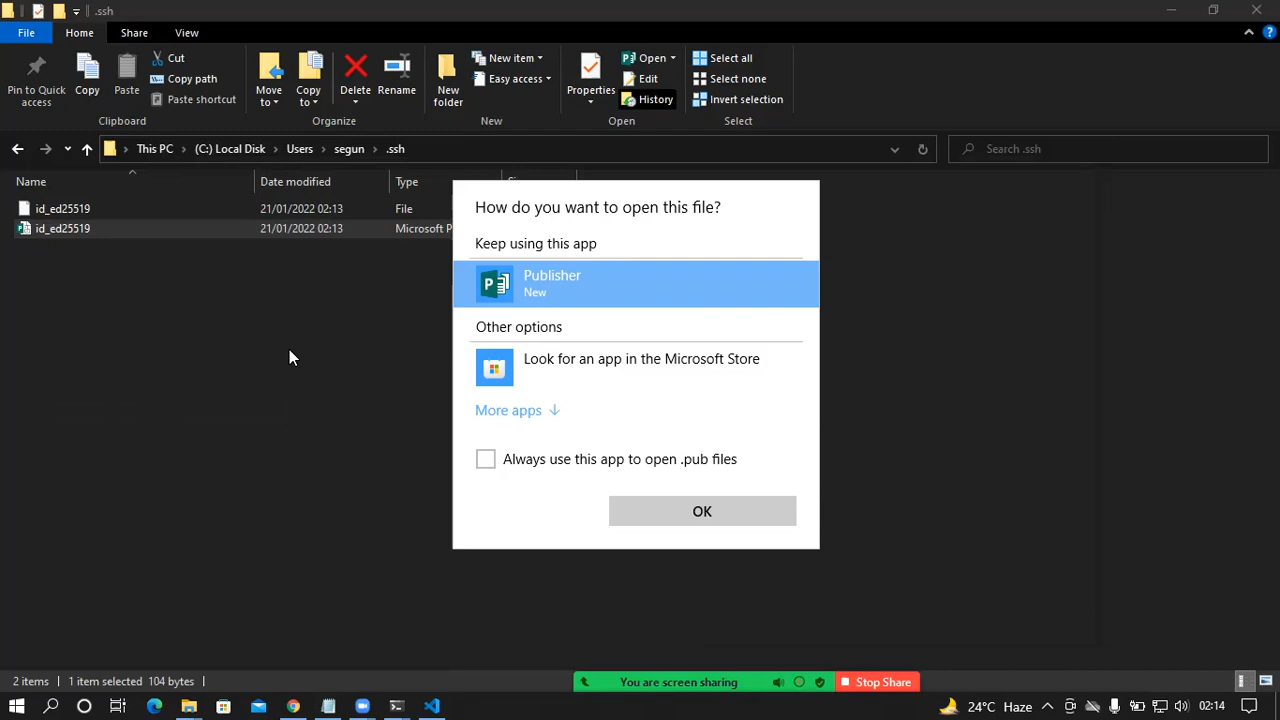 .ssh
File Home Share View
Pin to Quick access
Copy
Paste
Cut
Copy path
Paste shortcut
Clipboard
Move to
Copy to
Delete
Rename
Organize
New folder
New item
Easy access
New
Properties
Open
Edit
History
Open
Select all
Select none
Invert selection
Select
This PC > (C:) Local Disk > Users > segun > .ssh
Search .ssh
Name Date modified Type
id_ed25519 21/01/2022 02:13 File
id_ed25519 21/01/2022 02:13 Microsoft P
How do you want to open this file?
Keep using this app
Publisher
New
Other options
Look for an app in the Microsoft Store
More apps
Always use this app to open .pub files
OK
2 items 1 item selected 104 bytes
You are screen sharing Stop Share
24°C Haze 02:14